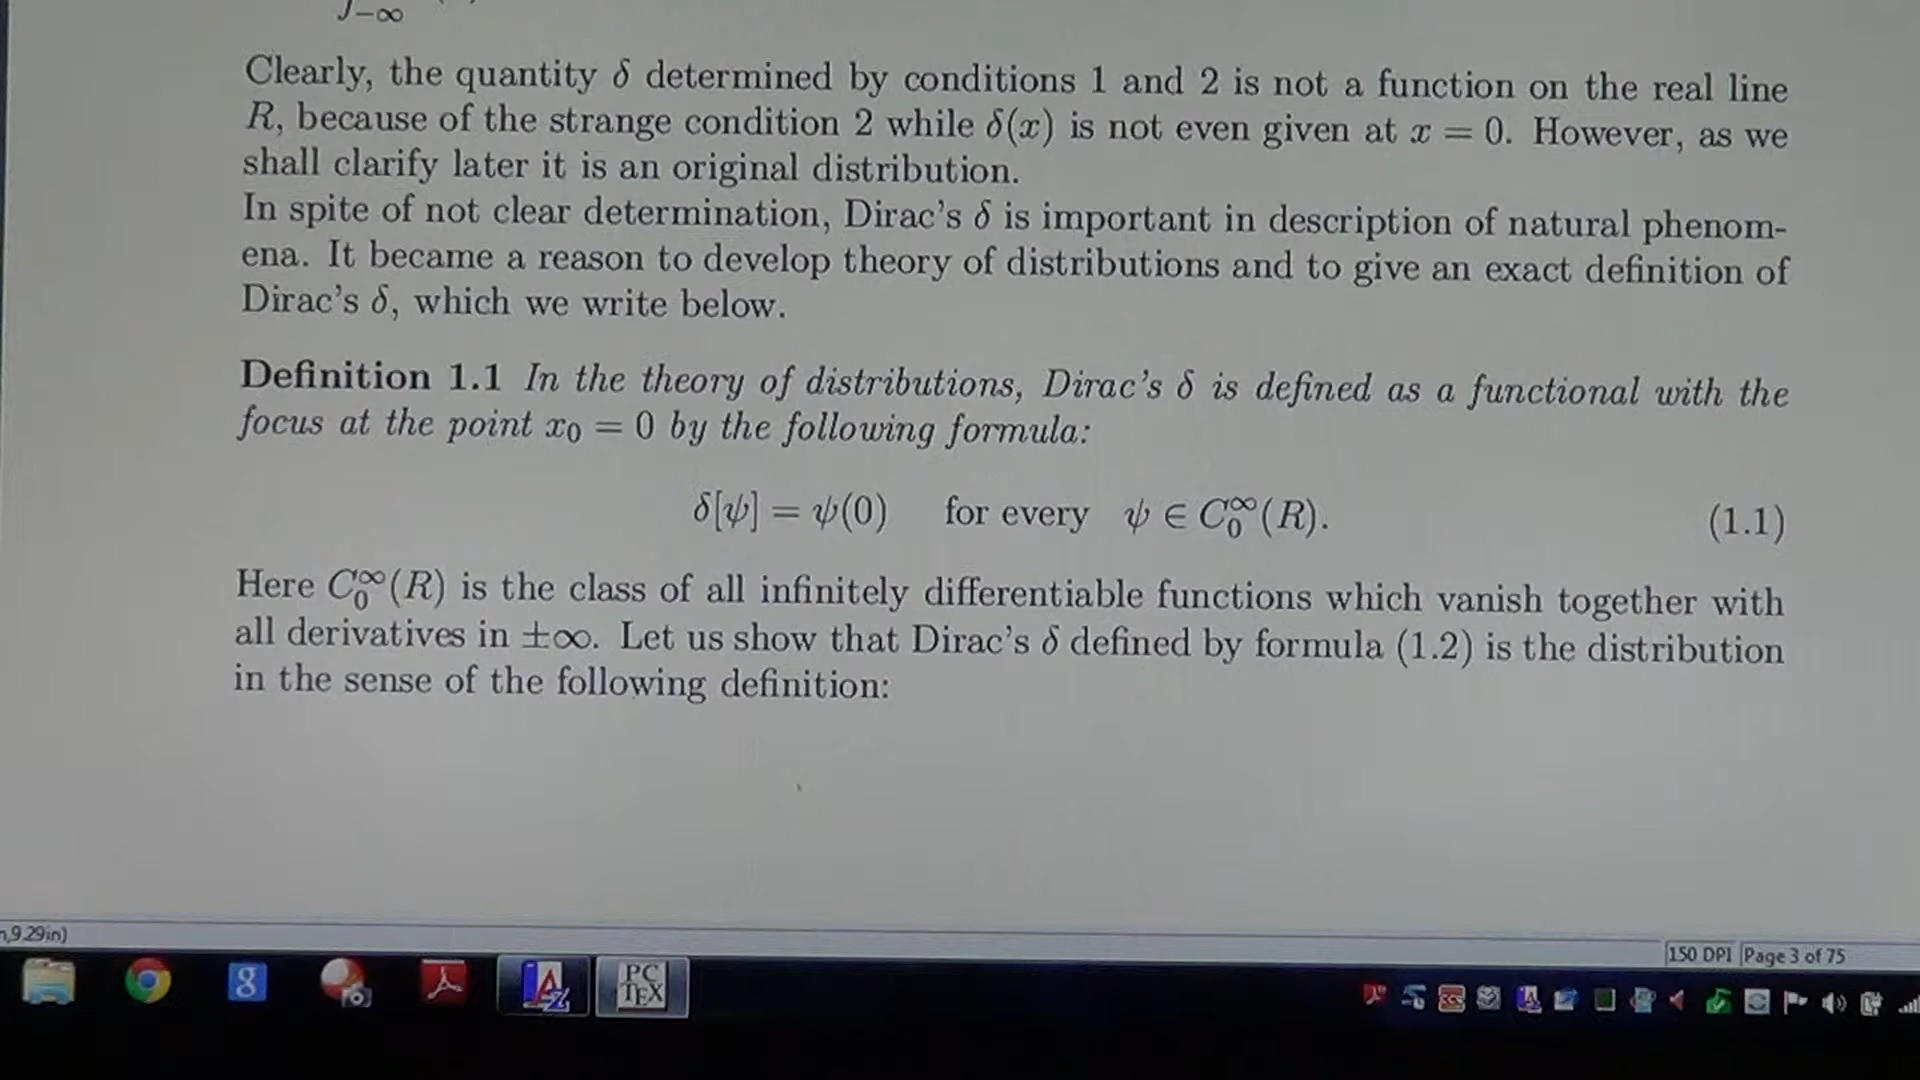 ∫−∞
Clearly, the quantity δ determined by conditions 1 and 2 is not a function on the real line
R, because of the strange condition 2 while δ(x) is not even given at x = 0. However, as we
shall clarify later it is an original distribution.
In spite of not clear determination, Dirac's δ is important in description of natural phenom-
ena. It became a reason to develop theory of distributions and to give an exact definition of
Dirac's δ, which we write below.
Definition 1.1 In the theory of distributions, Dirac's δ is defined as a functional with the
focus at the point x₀ = 0 by the following formula:
δ[ψ] = ψ(0) for every ψ ∈ C₀^∞(R). (1.1)
Here C₀^∞(R) is the class of all infinitely differentiable functions which vanish together with
all derivatives in ±∞. Let us show that Dirac's δ defined by formula (1.2) is the distribution
in the sense of the following definition:
,9.29in)
150 DPI Page 3 of 75
g
PC
TEX